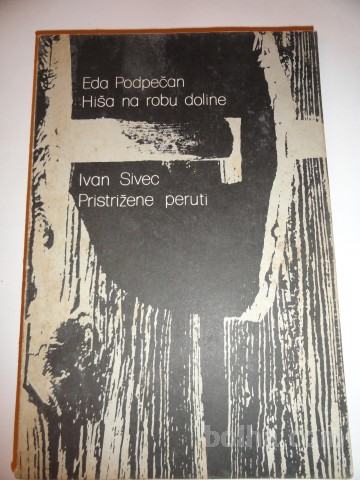 Eda Podpečan
Hiša na robu doline
Ivan Sivec
Pristrižene peruti